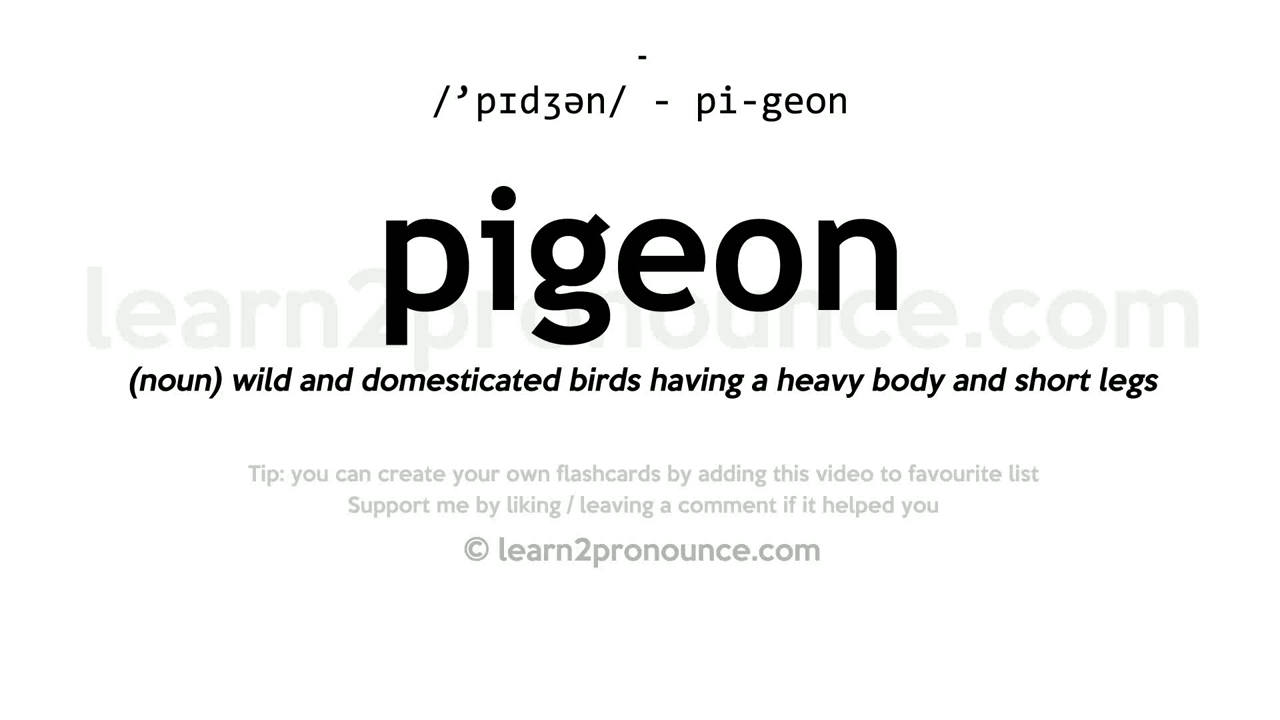 -
/’pɪdʒən/ - pi-geon
pigeon
learn2pronounce.com
(noun) wild and domesticated birds having a heavy body and short legs
Tip: you can create your own flashcards by adding this video to favourite list
Support me by liking / leaving a comment if it helped you
© learn2pronounce.com